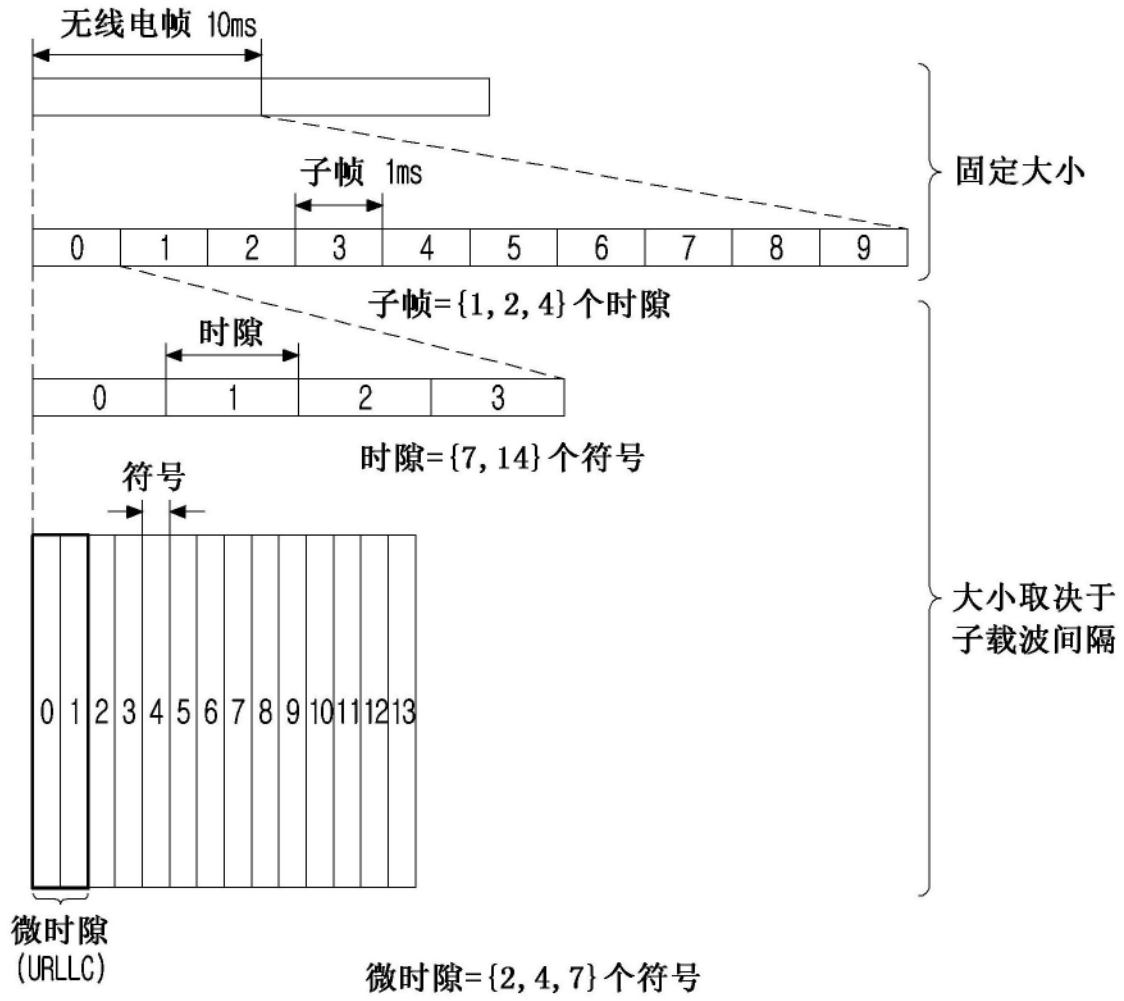 无线电帧 10ms
固定大小
子帧 1ms
0 1 2 3 4 5 6 7 8 9
子帧={1,2,4}个时隙
时隙
0 1 2 3
时隙={7,14}个符号
符号
大小取决于
子载波间隔
0 1 2 3 4 5 6 7 8 9 10 11 12 13
微时隙
(URLLC)
微时隙={2,4,7}个符号